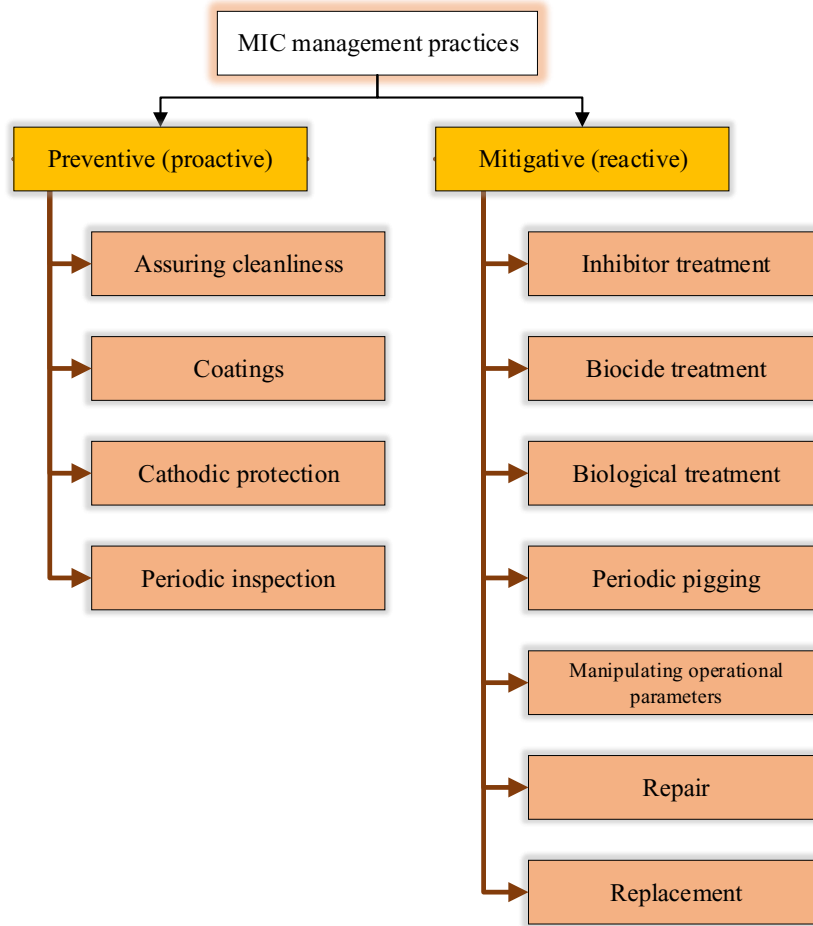 MIC management practices
Preventive (proactive)
Assuring cleanliness
Coatings
Cathodic protection
Periodic inspection
Mitigative (reactive)
Inhibitor treatment
Biocide treatment
Biological treatment
Periodic pigging
Manipulating operational
parameters
Repair
Replacement